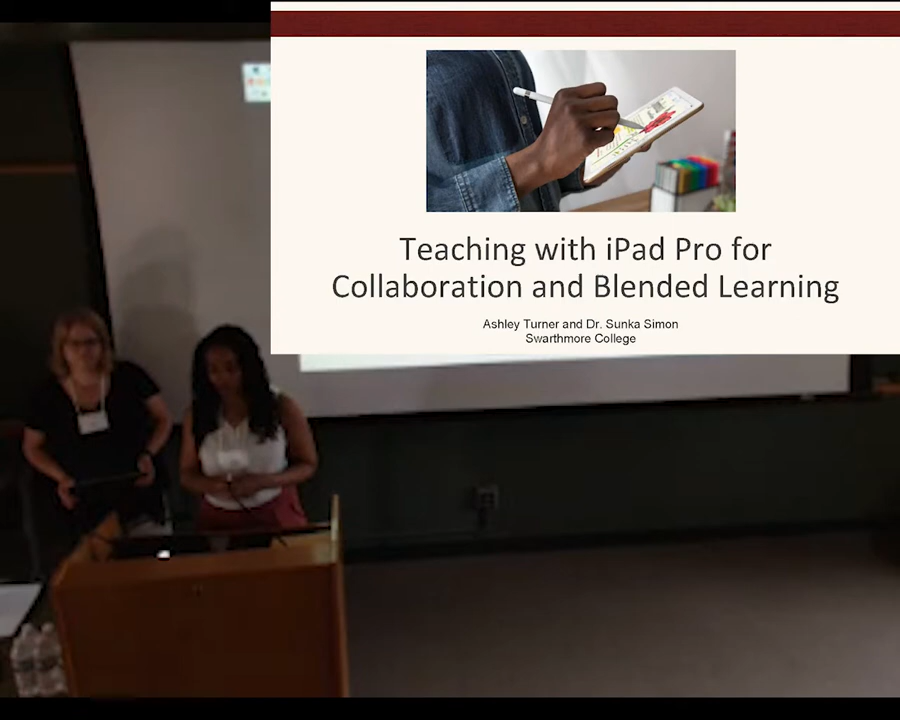 Teaching with iPad Pro for
Collaboration and Blended Learning
Ashley Turner and Dr. Sunka Simon
Swarthmore College